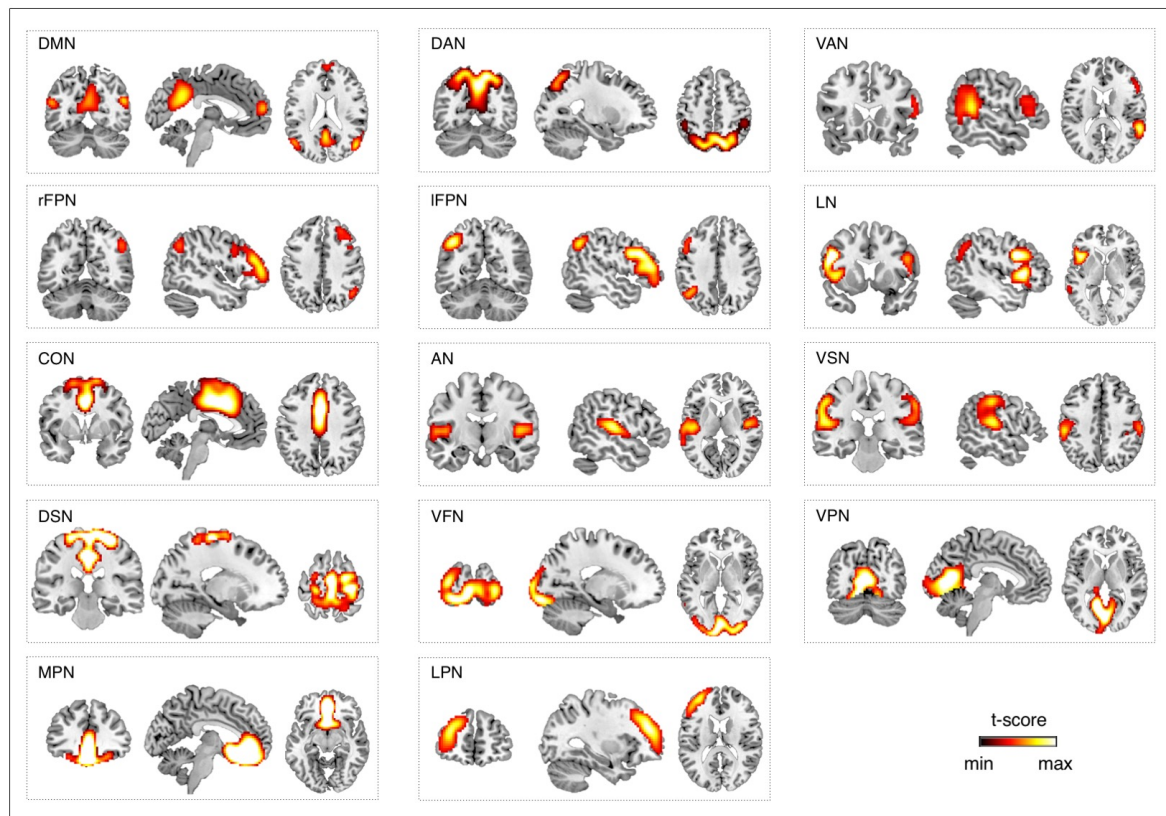 DMN
DAN
VAN
rFPN
lFPN
LN
CON
AN
VSN
DSN
VFN
VPN
MPN
LPN
t-score
min max